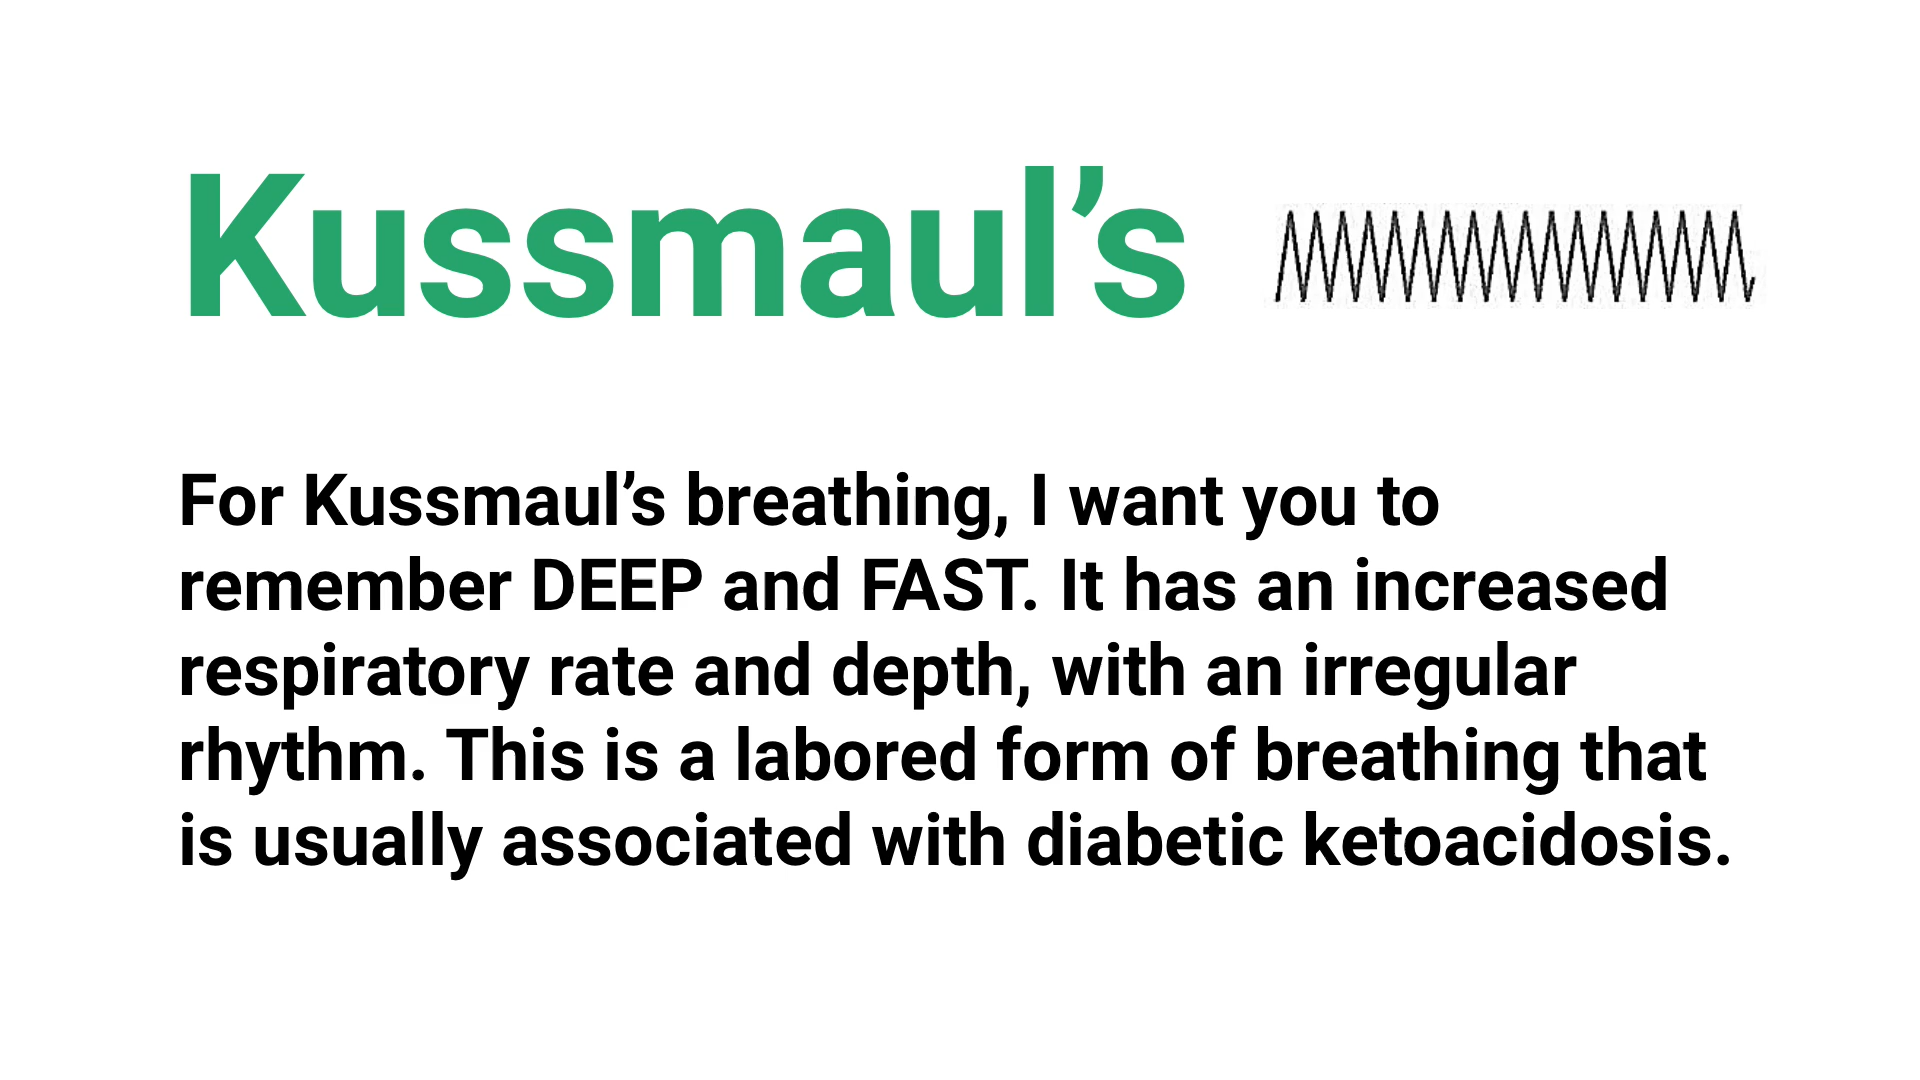 Kussmaul’s
For Kussmaul’s breathing, I want you to
remember DEEP and FAST. It has an increased
respiratory rate and depth, with an irregular
rhythm. This is a labored form of breathing that
is usually associated with diabetic ketoacidosis.